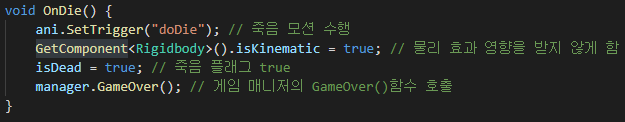 void OnDie() {
ani.SetTrigger("doDie"); // 죽음 모션 수행
GetComponent<Rigidbody>().isKinematic = true; // 물리 효과 영향을 받지 않게 함
isDead = true; // 죽음 플래그 true
manager.GameOver(); // 게임 매니저의 GameOver()함수 호출
}